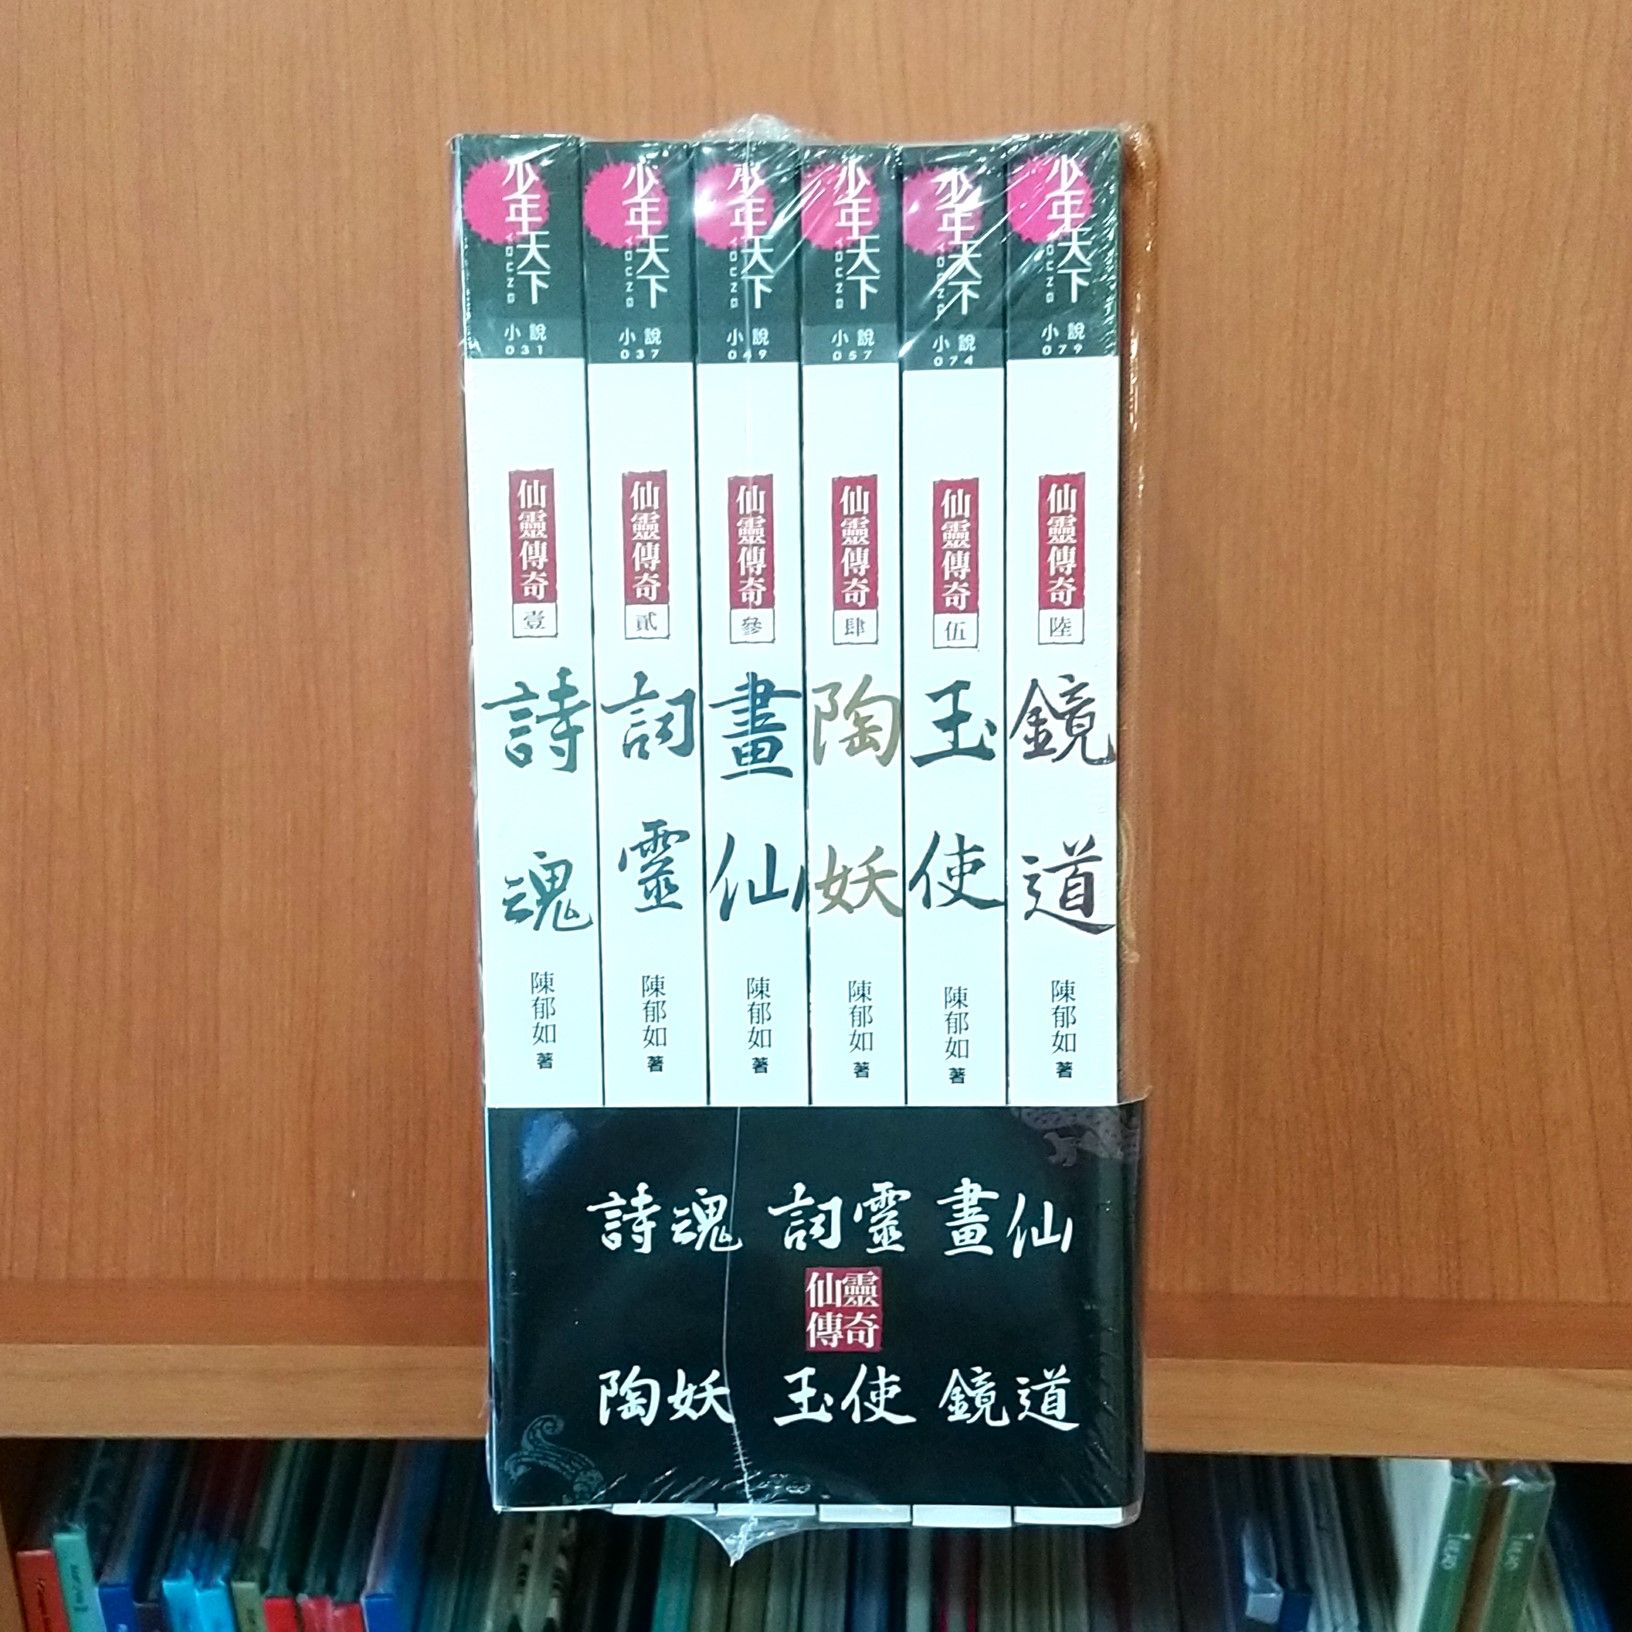 少年天下
YOUNG
小說
031
仙靈傳奇
壹
詩魂
陳郁如 著
少年天下
YOUNG
小說
037
仙靈傳奇
貳
詞靈
陳郁如 著
少年天下
YOUNG
小說
049
仙靈傳奇
參
畫仙
陳郁如 著
少年天下
YOUNG
小說
057
仙靈傳奇
肆
陶妖
陳郁如 著
少年天下
YOUNG
小說
074
仙靈傳奇
伍
玉使
陳郁如 著
少年天下
YOUNG
小說
079
仙靈傳奇
陸
鏡道
陳郁如 著
詩魂 詞靈 畫仙
仙靈
傳奇
陶妖 玉使 鏡道